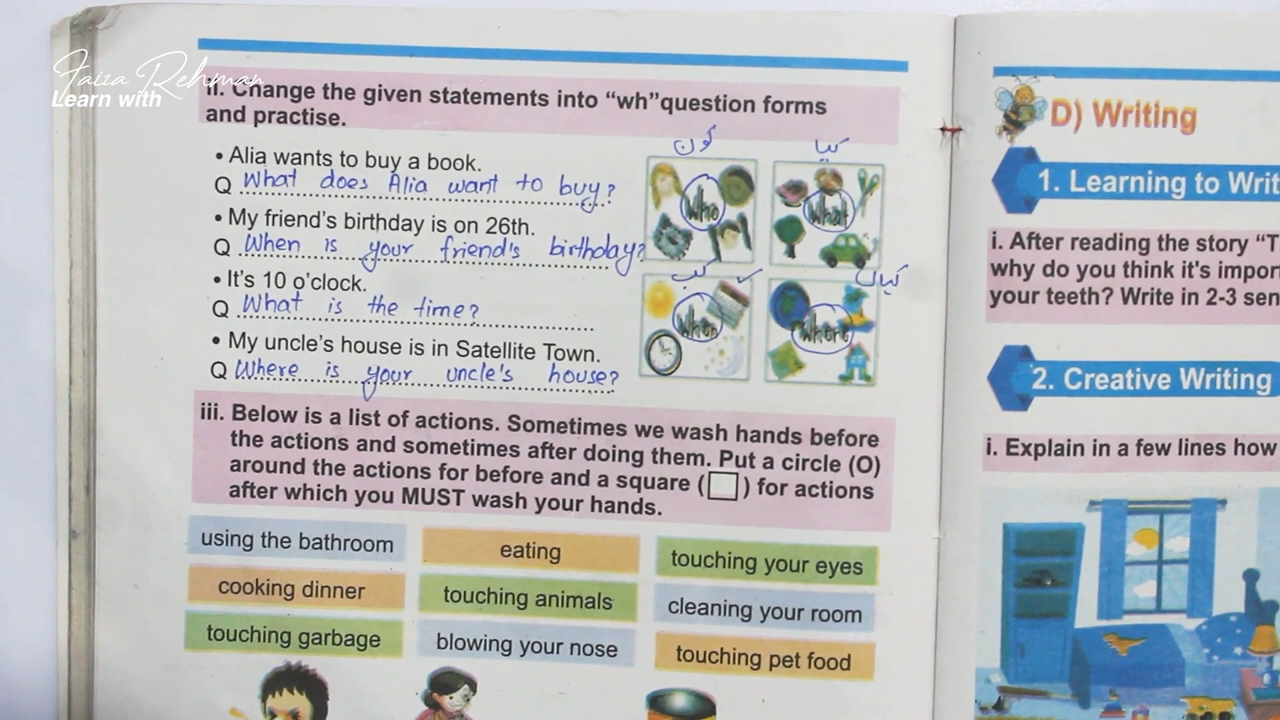 Faiza Rehman
Learn with
ii. Change the given statements into “wh”question forms
and practise.
• Alia wants to buy a book.
Q What does Alia want to buy?
• My friend’s birthday is on 26th.
Q When is your friend's birthday?
• It’s 10 o’clock.
Q What is the time?
• My uncle’s house is in Satellite Town.
Q Where is your uncle's house?
کون
کیا
Who
What
کب
کہاں
When
Where
iii. Below is a list of actions. Sometimes we wash hands before
the actions and sometimes after doing them. Put a circle (O)
around the actions for before and a square (□) for actions
after which you MUST wash your hands.
using the bathroom
eating
touching your eyes
cooking dinner
touching animals
cleaning your room
touching garbage
blowing your nose
touching pet food
D) Writing
1. Learning to Writ
i. After reading the story “T
why do you think it's impor
your teeth? Write in 2-3 sen
2. Creative Writing
i. Explain in a few lines how